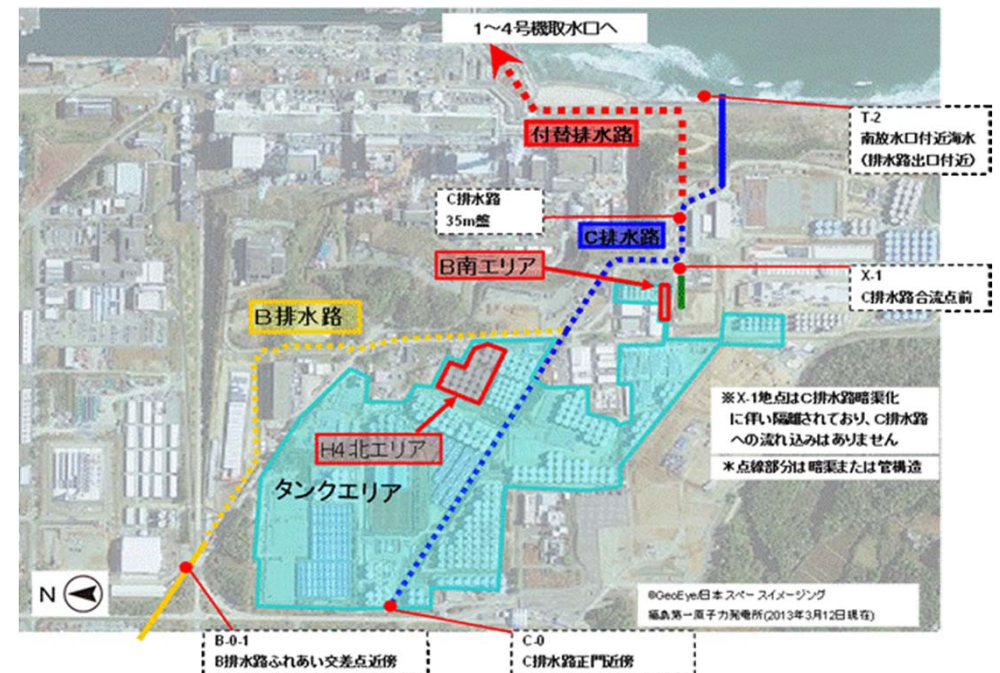 1～4号機取水口へ
付替排水路
T-2
南放水口付近海水
（排水路出口付近）
C排水路
35m盤
C排水路
B南エリア
X-1
C排水路合流点前
B排水路
H4北エリア
タンクエリア
※X-1地点はC排水路暗渠化
に伴い隔離されており、C排水路
への流れ込みはありません
＊点線部分は暗渠または管構造
N
©GeoEye/日本スペースイメージング
福島第一原子力発電所(2013年3月12日現在)
B-0-1
B排水路ふれあい交差点近傍
C-0
C排水路正門近傍